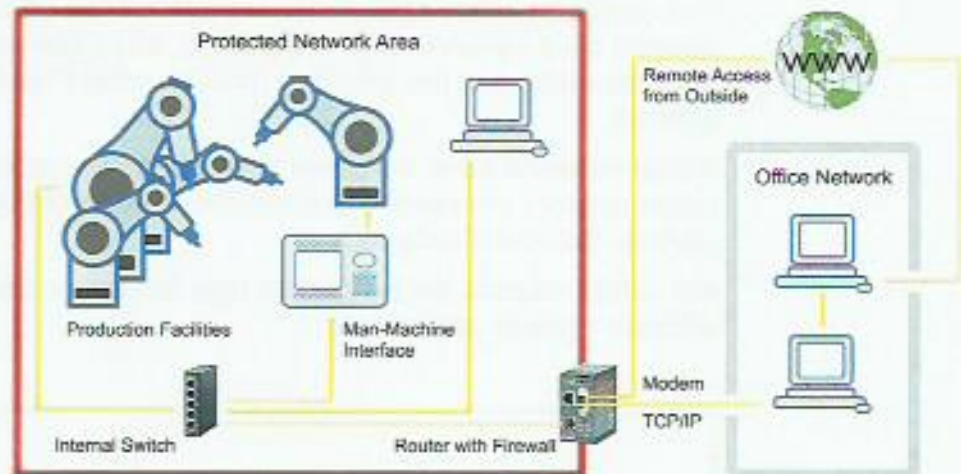 Protected Network Area
WWW
Remote Access
from Outside
Office Network
Production Facilities
Man-Machine
Interface
Modem
TCP/IP
Internal Switch
Router with Firewall